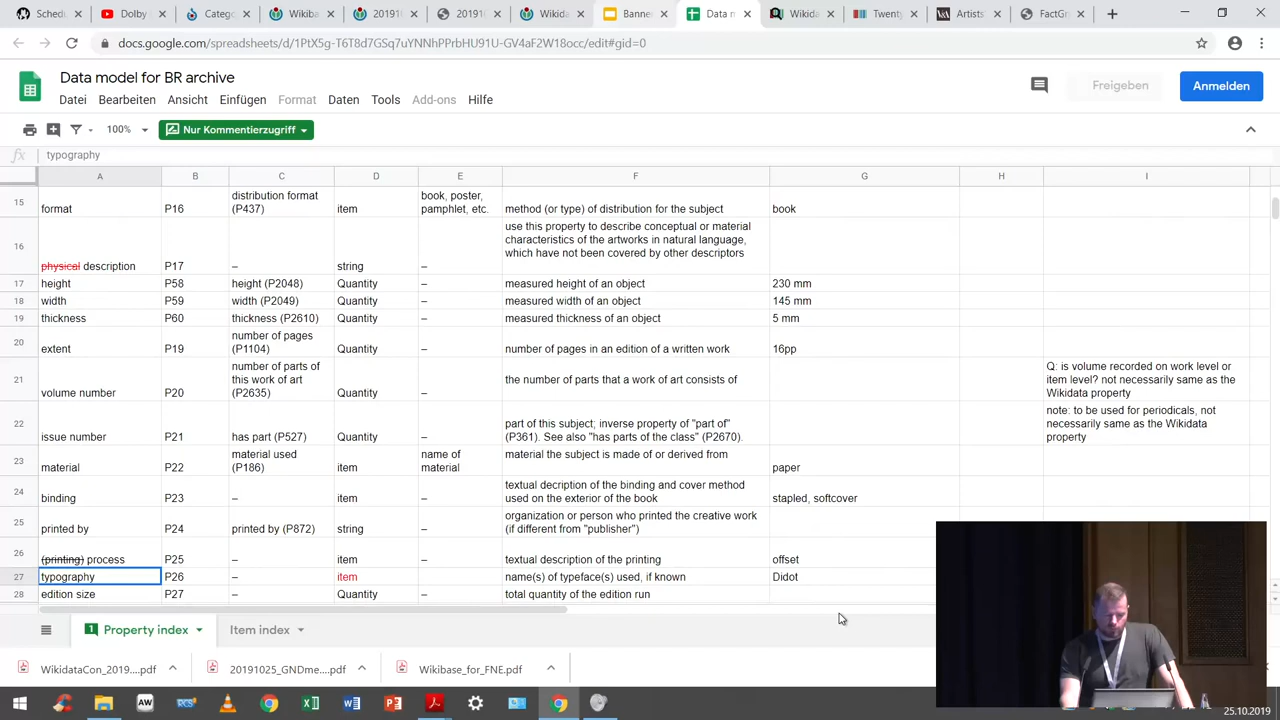 Schedu
Dolby
Catego
Wikiba
201911
201911
Wikida
Banne
Data m
Wikida
Twenty
Artists'
FactGr
docs.google.com/spreadsheets/d/1PtX5g-T6T8d7GSq7uYNNhPPrbHU91U-GV4aF2W18occ/edit#gid=0
Data model for BR archive
Datei Bearbeiten Ansicht Einfügen Format Daten Tools Add-ons Hilfe
Freigeben
Anmelden
100%
Nur Kommentierzugriff
fx typography
A B C D E F G H I
15 format P16 distribution format (P437) item book, poster, pamphlet, etc. method (or type) of distribution for the subject book
16 physical description P17 – string – use this property to describe conceptual or material characteristics of the artworks in natural language, which have not been covered by other descriptors
17 height P58 height (P2048) Quantity – measured height of an object 230 mm
18 width P59 width (P2049) Quantity – measured width of an object 145 mm
19 thickness P60 thickness (P2610) Quantity – measured thickness of an object 5 mm
20 extent P19 number of pages (P1104) Quantity – number of pages in an edition of a written work 16pp
21 volume number P20 number of parts of this work of art (P2635) Quantity the number of parts that a work of art consists of Q: is volume recorded on work level or item level? not necessarily same as the Wikidata property
22 issue number P21 has part (P527) Quantity – part of this subject; inverse property of "part of" (P361). See also "has parts of the class" (P2670). note: to be used for periodicals, not necessarily same as the Wikidata property
23 material P22 material used (P186) item name of material material the subject is made of or derived from paper
24 binding P23 – item – textual decription of the binding and cover method used on the exterior of the book stapled, softcover
25 printed by P24 printed by (P872) string – organization or person who printed the creative work (if different from "publisher")
26 (printing) process P25 – item – textual description of the printing offset
27 typography P26 – item name(s) of typeface(s) used, if known Didot
28 edition size P27 – Quantity – total quantity of the edition run
1 Property index
Item index
WikidataCon_2019....pdf
20191025_GNDme....pdf
Wikibase_for_FNE.pdf
AW
25.10.2019